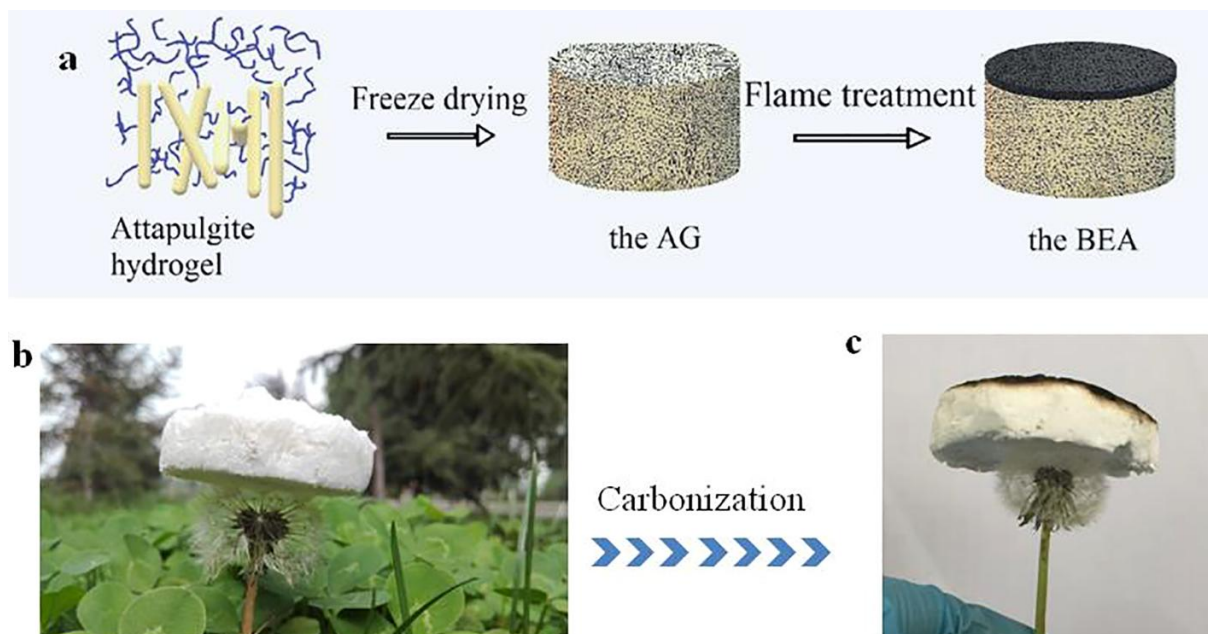 a
Freeze drying
Flame treatment
Attapulgite
hydrogel
the AG
the BEA
b
c
Carbonization